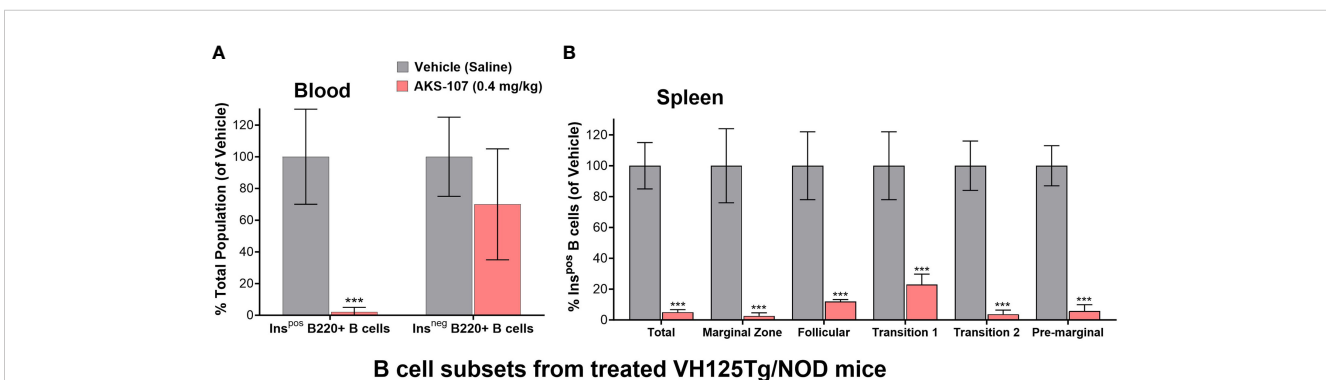 A
Vehicle (Saline)
AKS-107 (0.4 mg/kg)
Blood
% Total Population (of Vehicle)
120
100
80
60
40
20
0
***
Ins^pos B220+ B cells
Ins^neg B220+ B cells
B
Spleen
% Ins^pos B cells (of Vehicle)
120
100
80
60
40
20
0
***
***
***
***
***
***
Total
Marginal Zone
Follicular
Transition 1
Transition 2
Pre-marginal
B cell subsets from treated VH125Tg/NOD mice